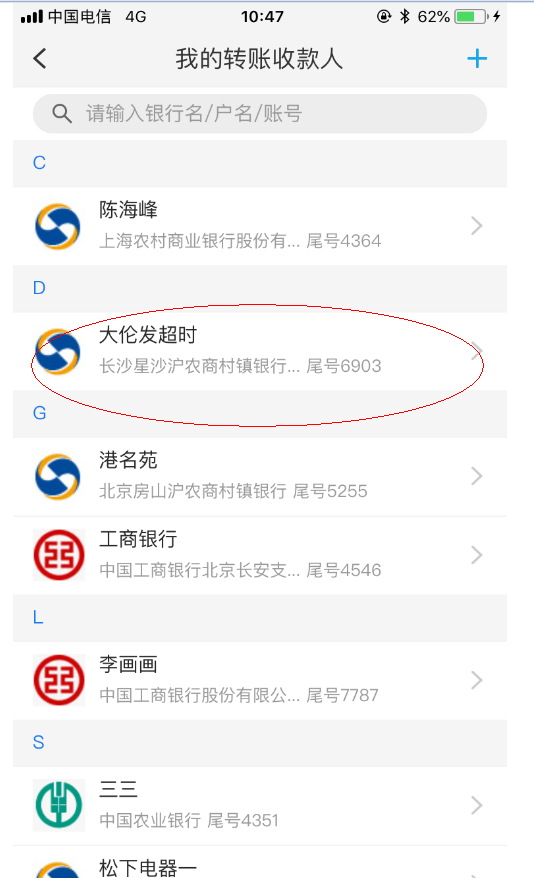 中国电信 4G 10:47 62%
我的转账收款人
请输入银行名/户名/账号
C
陈海峰
上海农村商业银行股份有... 尾号4364
D
大伦发超时
长沙星沙沪农商村镇银行... 尾号6903
G
港名苑
北京房山沪农商村镇银行 尾号5255
工商银行
中国工商银行北京长安支... 尾号4546
L
李画画
中国工商银行股份有限公... 尾号7787
S
三三
中国农业银行 尾号4351
松下电器一